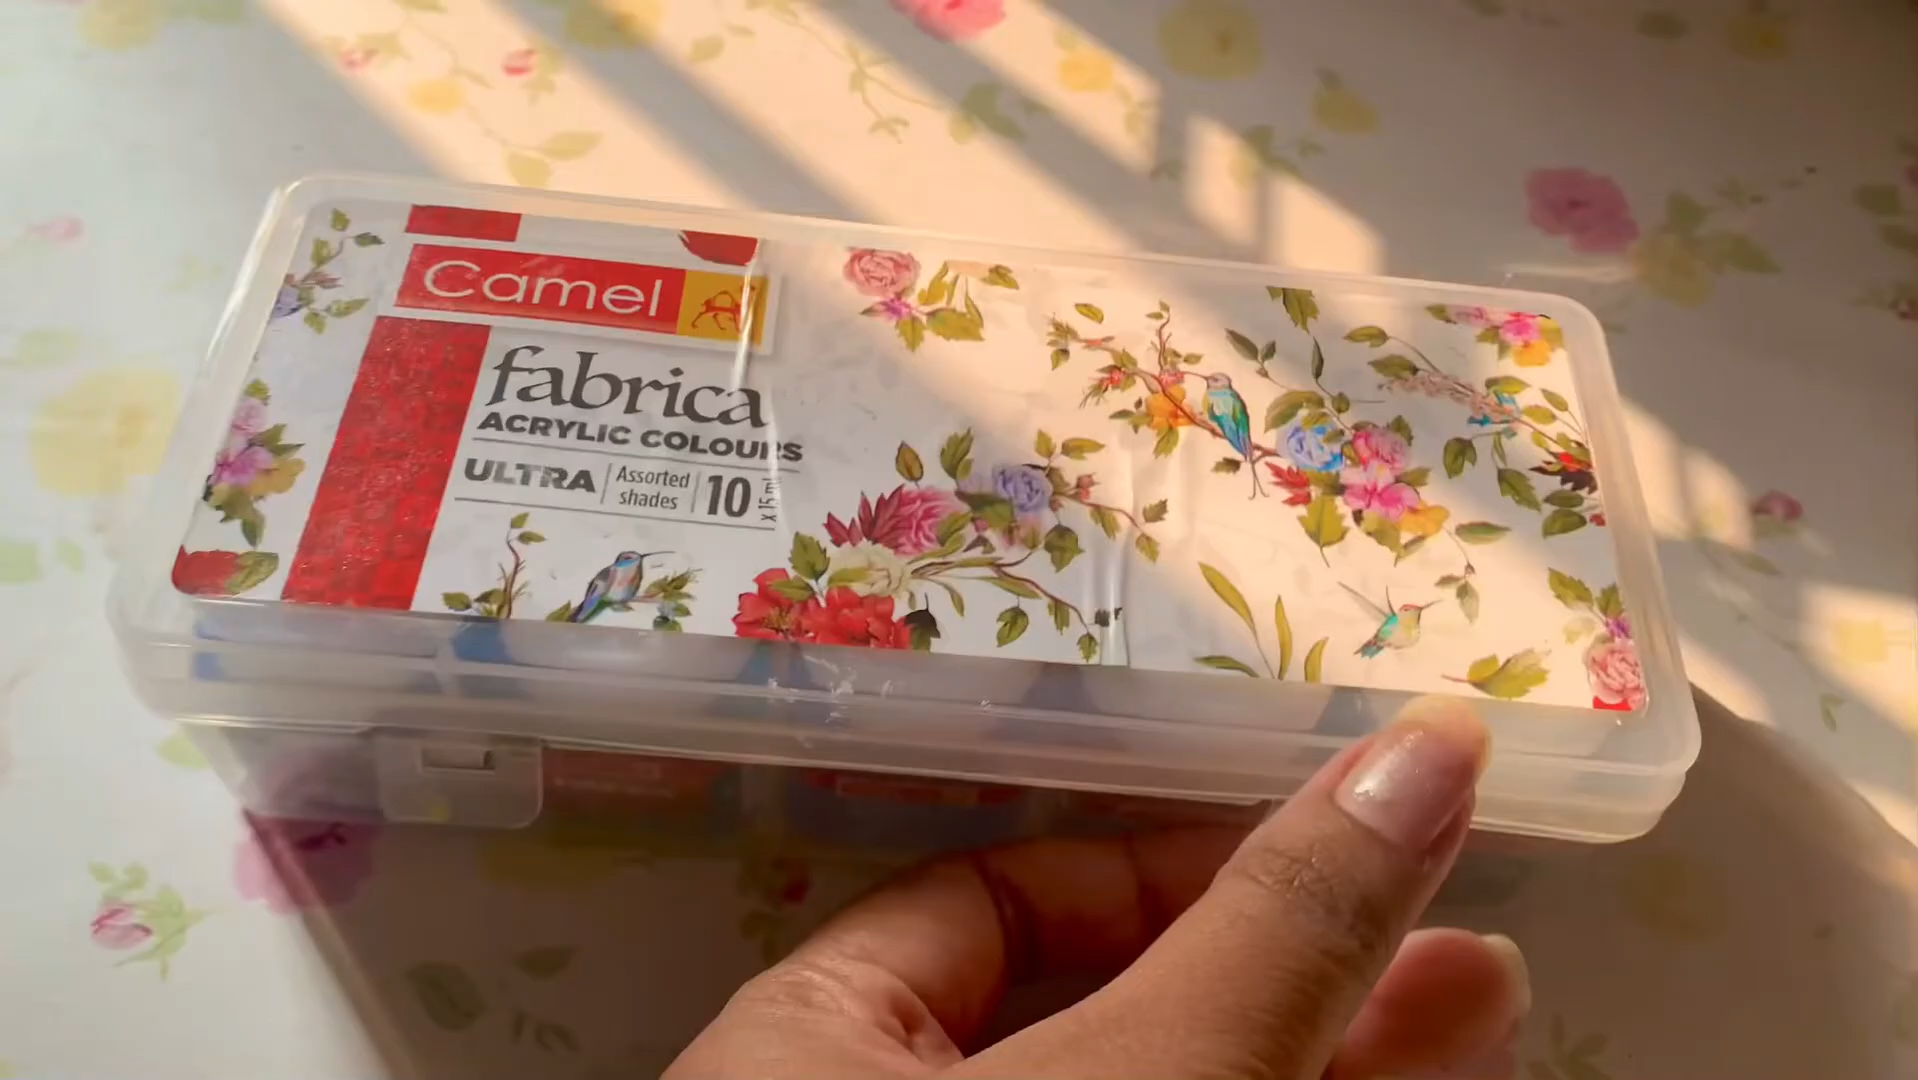 Camel
fabrica
ACRYLIC COLOURS
ULTRA
Assorted
shades
10
x 15 ml